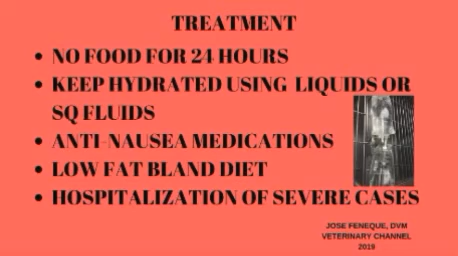 TREATMENT
NO FOOD FOR 24 HOURS
KEEP HYDRATED USING LIQUIDS OR
SQ FLUIDS
ANTI-NAUSEA MEDICATIONS
LOW FAT BLAND DIET
HOSPITALIZATION OF SEVERE CASES
JOSE FENEQUE, DVM
VETERINARY CHANNEL
2019